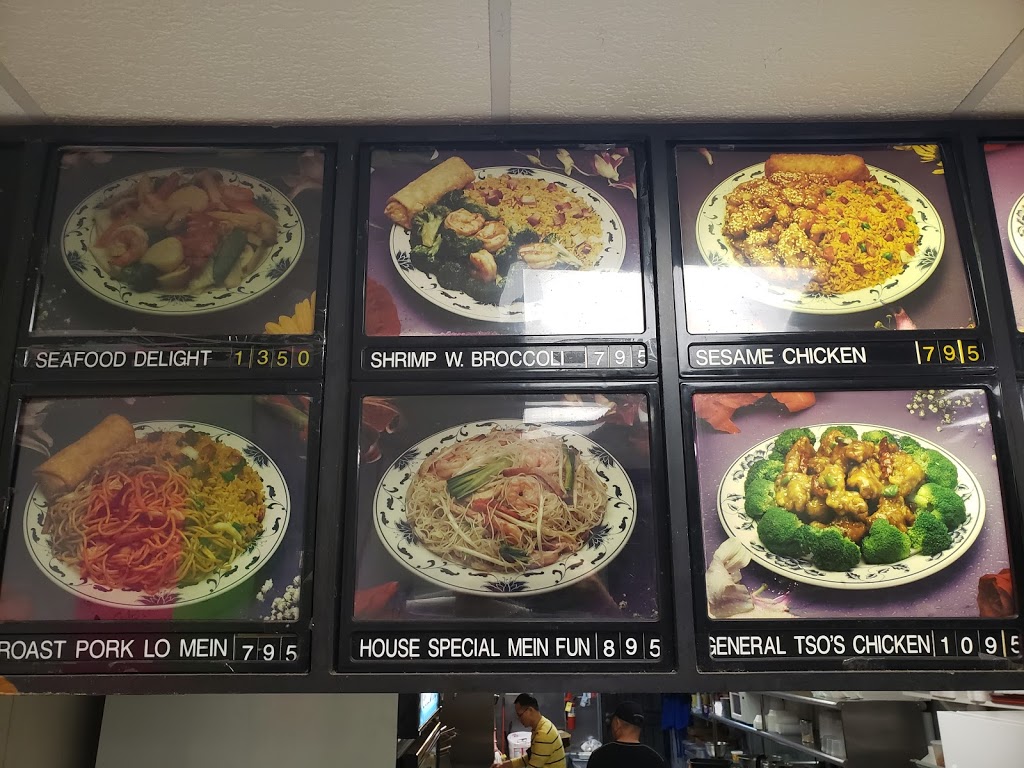 SEAFOOD DELIGHT 1350
SHRIMP W. BROCCOLI 795
SESAME CHICKEN 795
ROAST PORK LO MEIN 795
HOUSE SPECIAL MEIN FUN 895
GENERAL TSO'S CHICKEN 1095